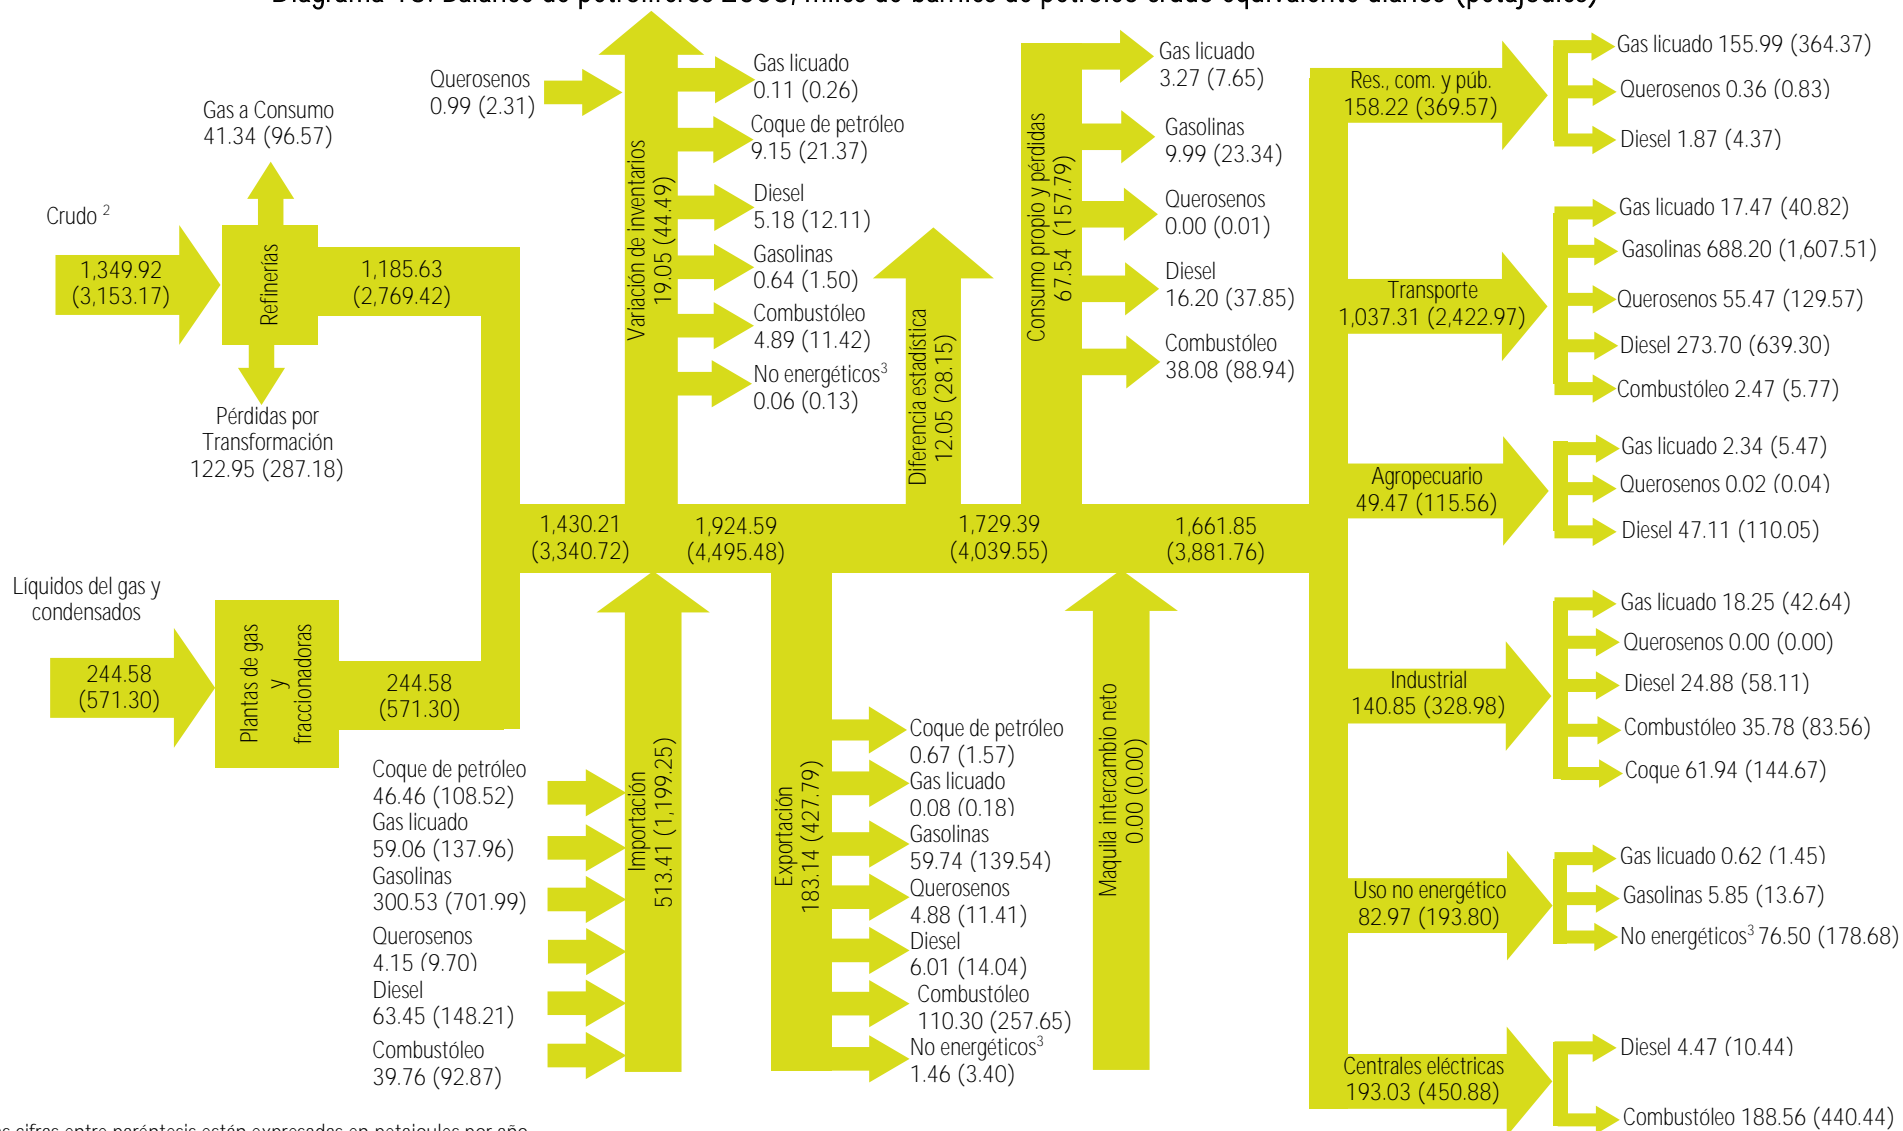 Querosenos
0.99 (2.31)
Gas a Consumo
41.34 (96.57)
Crudo 2
1,349.92
(3,153.17)
Refinerías
1,185.63
(2,769.42)
Pérdidas por
Transformación
122.95 (287.18)
Líquidos del gas y
condensados
244.58
(571.30)
Plantas de gas
y
fraccionadoras
244.58
(571.30)
1,430.21
(3,340.72)
Variación de inventarios
19.05 (44.49)
Gas licuado
0.11 (0.26)
Coque de petróleo
9.15 (21.37)
Diesel
5.18 (12.11)
Gasolinas
0.64 (1.50)
Combustóleo
4.89 (11.42)
No energéticos3
0.06 (0.13)
Coque de petróleo
46.46 (108.52)
Gas licuado
59.06 (137.96)
Gasolinas
300.53 (701.99)
Querosenos
4.15 (9.70)
Diesel
63.45 (148.21)
Combustóleo
39.76 (92.87)
Importación
513.41 (1,199.25)
1,924.59
(4,495.48)
Exportación
183.14 (427.79)
Coque de petróleo
0.67 (1.57)
Gas licuado
0.08 (0.18)
Gasolinas
59.74 (139.54)
Querosenos
4.88 (11.41)
Diesel
6.01 (14.04)
Combustóleo
110.30 (257.65)
No energéticos3
1.46 (3.40)
Diferencia estadística
12.05 (28.15)
1,729.39
(4,039.55)
Consumo propio y pérdidas
67.54 (157.79)
Gas licuado
3.27 (7.65)
Gasolinas
9.99 (23.34)
Querosenos
0.00 (0.01)
Diesel
16.20 (37.85)
Combustóleo
38.08 (88.94)
Maquila intercambio neto
0.00 (0.00)
1,661.85
(3,881.76)
Res., com. y púb.
158.22 (369.57)
Gas licuado 155.99 (364.37)
Querosenos 0.36 (0.83)
Diesel 1.87 (4.37)
Transporte
1,037.31 (2,422.97)
Gas licuado 17.47 (40.82)
Gasolinas 688.20 (1,607.51)
Querosenos 55.47 (129.57)
Diesel 273.70 (639.30)
Combustóleo 2.47 (5.77)
Agropecuario
49.47 (115.56)
Gas licuado 2.34 (5.47)
Querosenos 0.02 (0.04)
Diesel 47.11 (110.05)
Industrial
140.85 (328.98)
Gas licuado 18.25 (42.64)
Querosenos 0.00 (0.00)
Diesel 24.88 (58.11)
Combustóleo 35.78 (83.56)
Coque 61.94 (144.67)
Uso no energético
82.97 (193.80)
Gas licuado 0.62 (1.45)
Gasolinas 5.85 (13.67)
No energéticos3 76.50 (178.68)
Centrales eléctricas
193.03 (450.88)
Diesel 4.47 (10.44)
Combustóleo 188.56 (440.44)